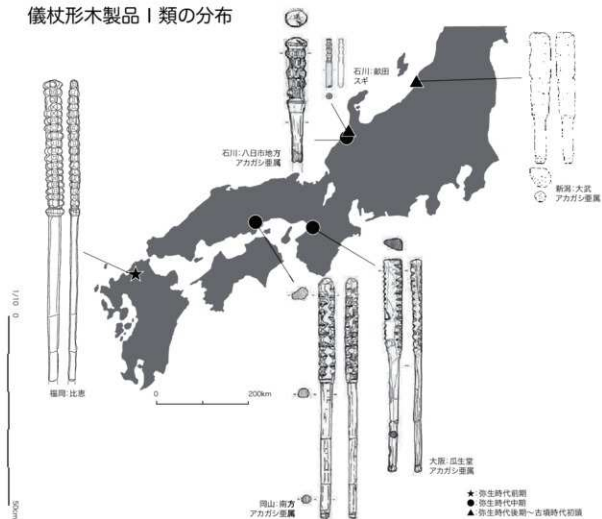 儀杖形木製品Ⅰ類の分布
石川:畝田
スギ
石川:八日市地方
アカガシ亜属
新潟:大武
アカガシ亜属
1/10 0
福岡:比恵
0 200km
大阪:瓜生堂
アカガシ亜属
岡山:南方
アカガシ亜属
50cm
★:弥生時代前期
●:弥生時代中期
▲:弥生時代後期~古墳時代初頭